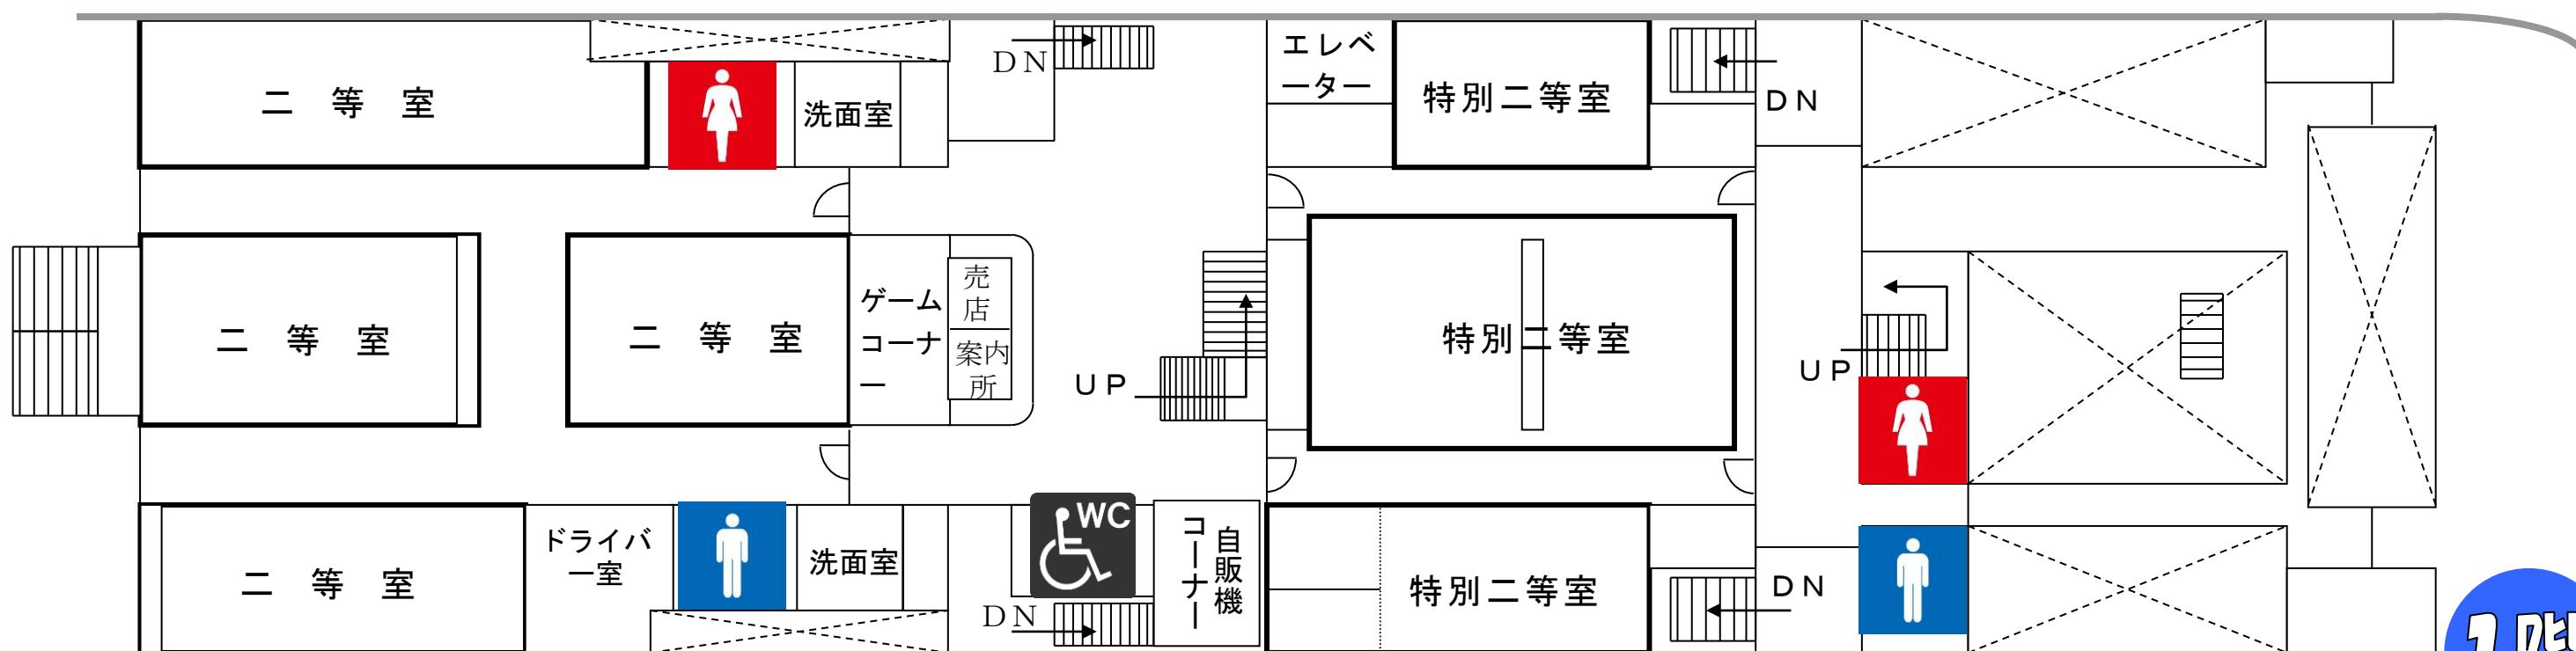 二 等 室
洗面室
DN
エレベ
ーター
特別二等室
DN
二 等 室
二 等 室
ゲーム
コーナ
ー
売
店
案内
所
UP
特別二等室
UP
二 等 室
ドライバ
ー室
洗面室
WC
DN
自販機
コーナー
特別二等室
DN